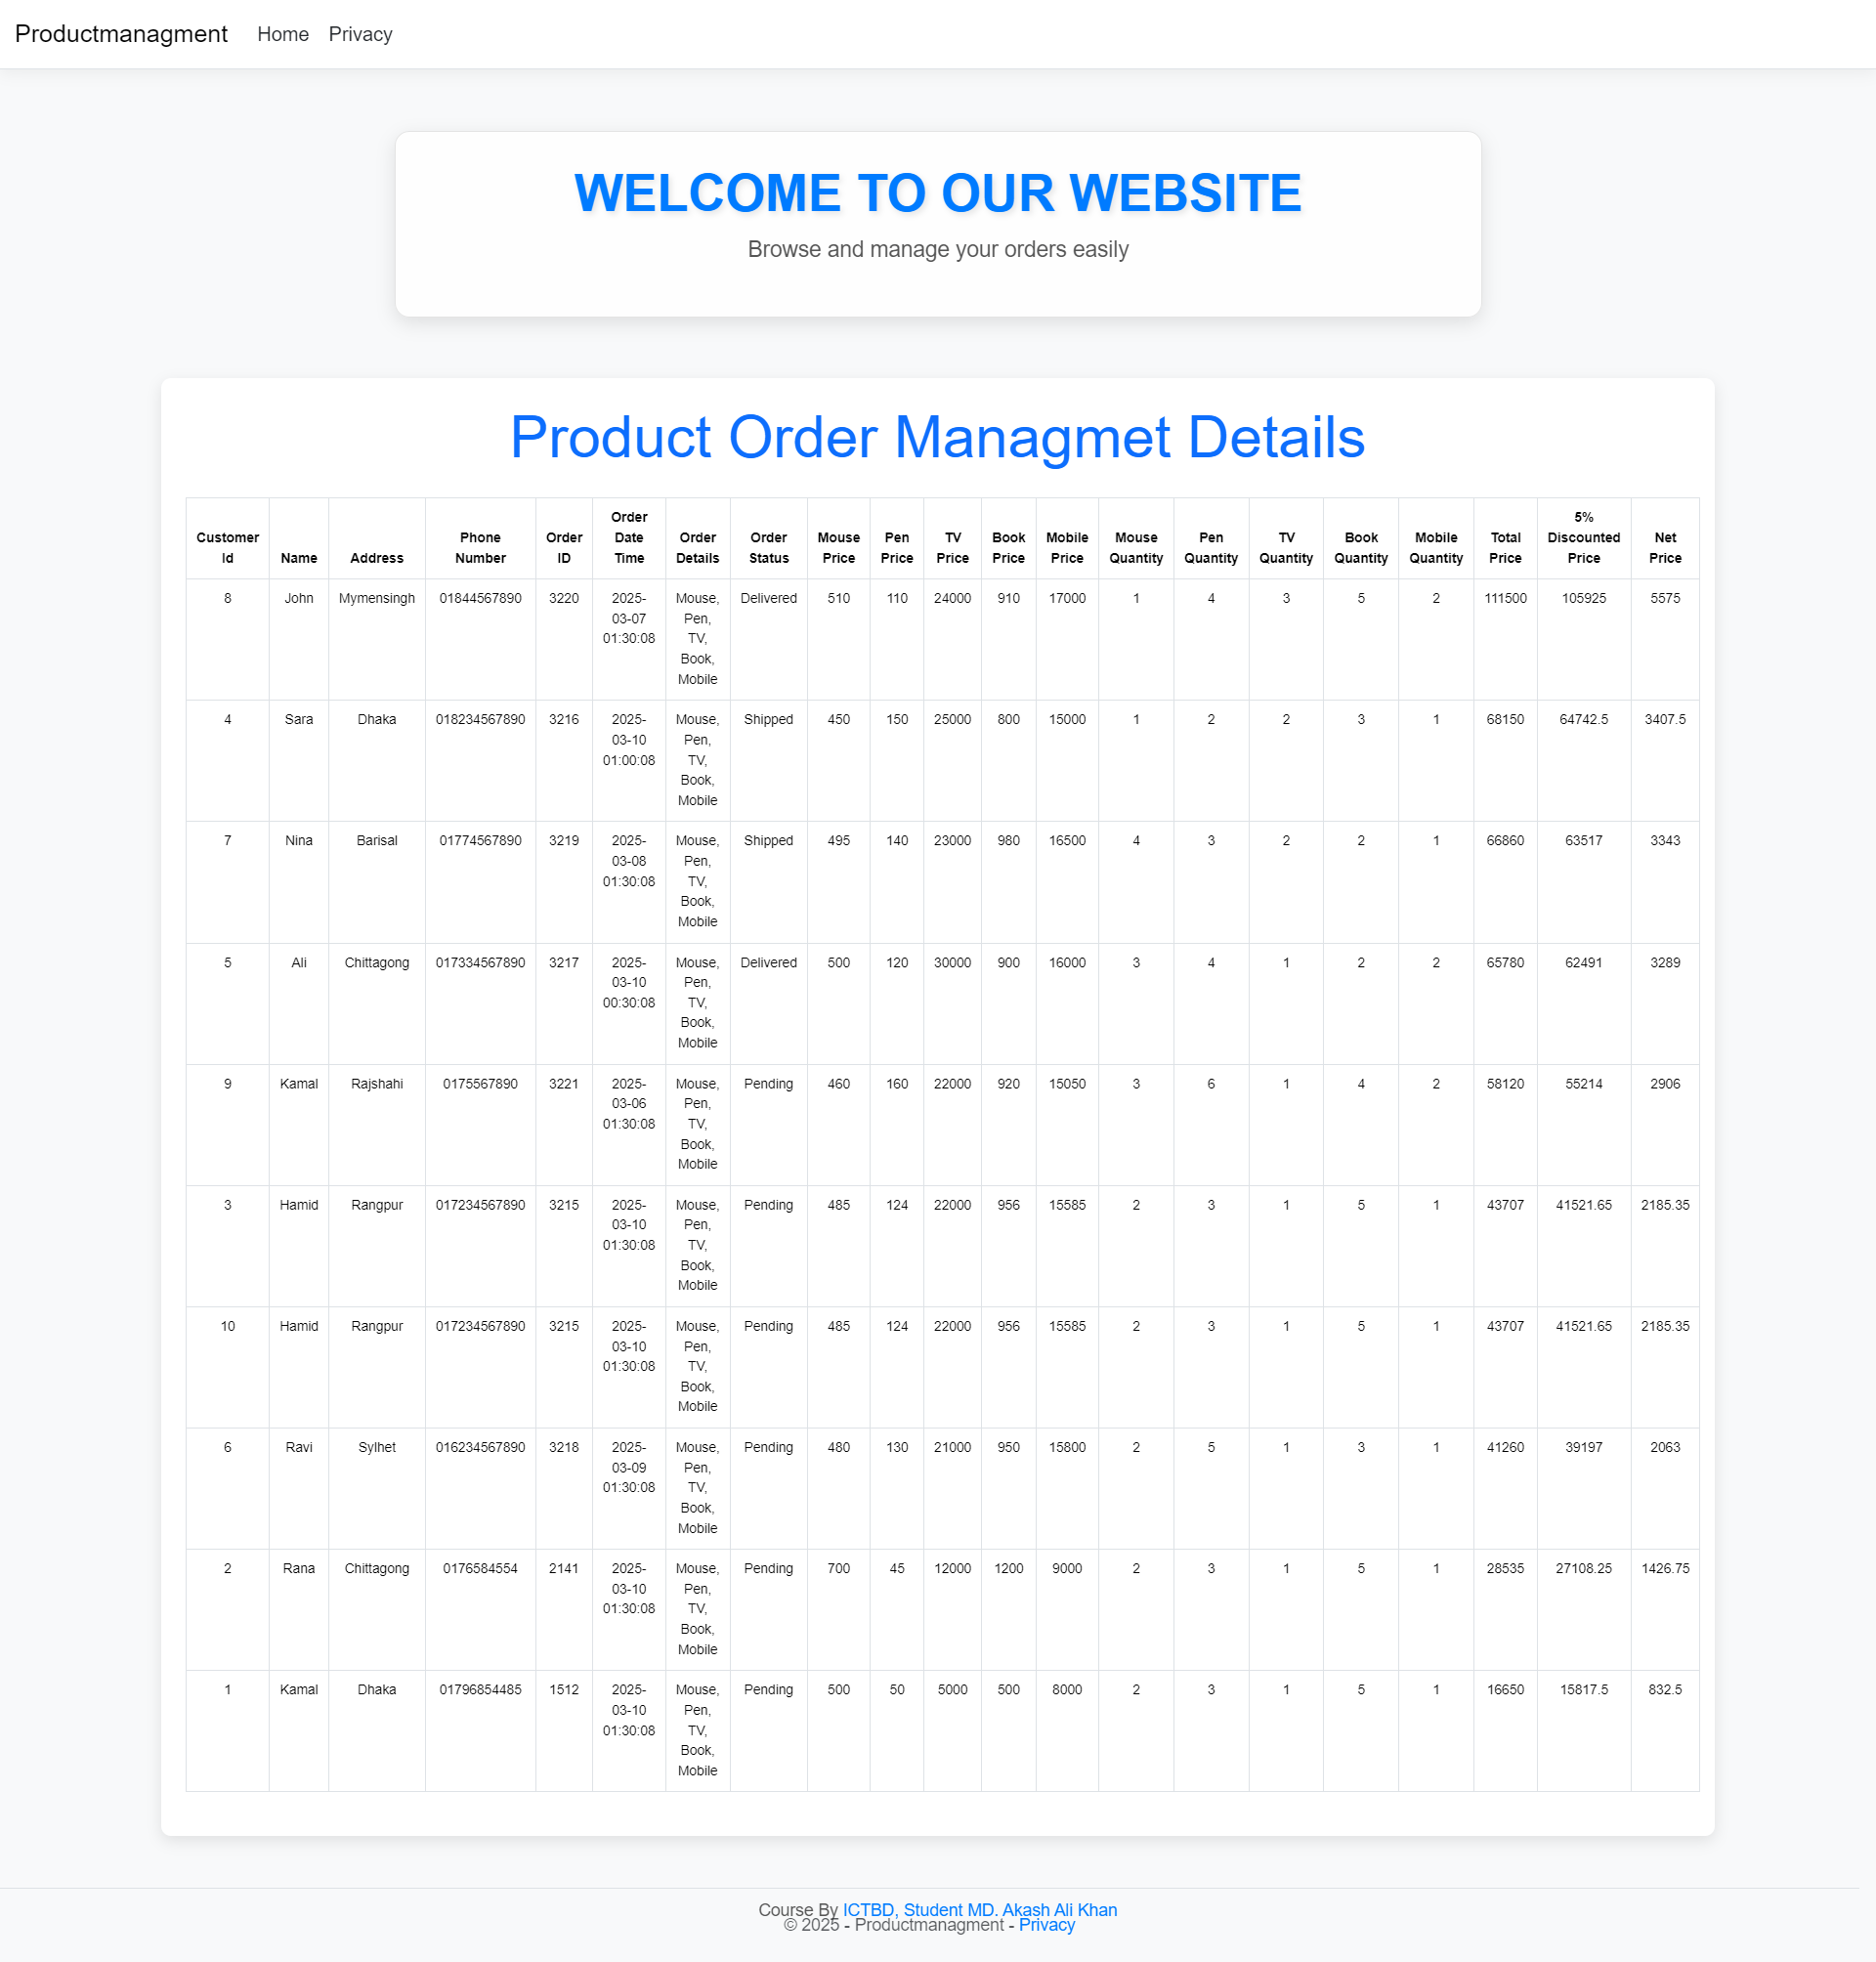 Productmanagment Home Privacy
WELCOME TO OUR WEBSITE
Browse and manage your orders easily
Product Order Managmet Details
Customer Id Name Address Phone Number Order ID Order Date Time Order Details Order Status Mouse Price Pen Price TV Price Book Price Mobile Price Mouse Quantity Pen Quantity TV Quantity Book Quantity Mobile Quantity Total Price 5% Discounted Price Net Price
8 John Mymensingh 01844567890 3220 2025-03-07 01:30:08 Mouse, Pen, TV, Book, Mobile Delivered 510 110 24000 910 17000 1 4 3 5 2 111500 105925 5575
4 Sara Dhaka 018234567890 3216 2025-03-10 01:00:08 Mouse, Pen, TV, Book, Mobile Shipped 450 150 25000 800 15000 1 2 2 3 1 68150 64742.5 3407.5
7 Nina Barisal 01774567890 3219 2025-03-08 01:30:08 Mouse, Pen, TV, Book, Mobile Shipped 495 140 23000 980 16500 4 3 2 2 1 66860 63517 3343
5 Ali Chittagong 017334567890 3217 2025-03-10 00:30:08 Mouse, Pen, TV, Book, Mobile Delivered 500 120 30000 900 16000 3 4 1 2 2 65780 62491 3289
9 Kamal Rajshahi 0175567890 3221 2025-03-06 01:30:08 Mouse, Pen, TV, Book, Mobile Pending 460 160 22000 920 15050 3 6 1 4 2 58120 55214 2906
3 Hamid Rangpur 017234567890 3215 2025-03-10 01:30:08 Mouse, Pen, TV, Book, Mobile Pending 485 124 22000 956 15585 2 3 1 5 1 43707 41521.65 2185.35
10 Hamid Rangpur 017234567890 3215 2025-03-10 01:30:08 Mouse, Pen, TV, Book, Mobile Pending 485 124 22000 956 15585 2 3 1 5 1 43707 41521.65 2185.35
6 Ravi Sylhet 016234567890 3218 2025-03-09 01:30:08 Mouse, Pen, TV, Book, Mobile Pending 480 130 21000 950 15800 2 5 1 3 1 41260 39197 2063
2 Rana Chittagong 0176584554 2141 2025-03-10 01:30:08 Mouse, Pen, TV, Book, Mobile Pending 700 45 12000 1200 9000 2 3 1 5 1 28535 27108.25 1426.75
1 Kamal Dhaka 01796854485 1512 2025-03-10 01:30:08 Mouse, Pen, TV, Book, Mobile Pending 500 50 5000 500 8000 2 3 1 5 1 16650 15817.5 832.5
Course By ICTBD, Student MD. Akash Ali Khan
© 2025 - Productmanagment - Privacy